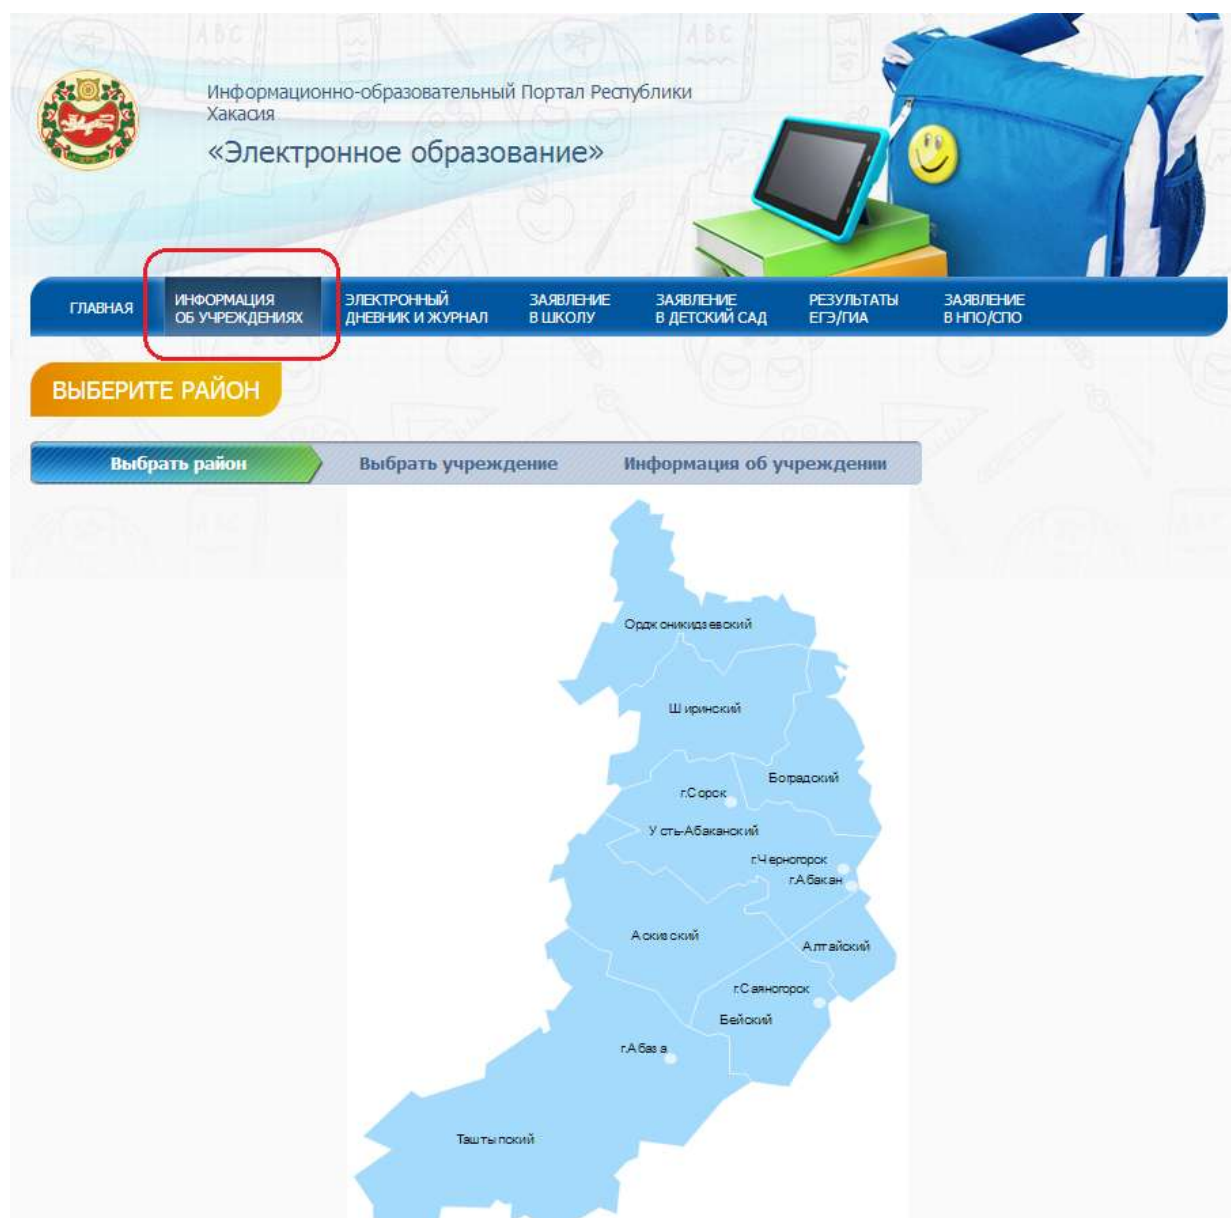 Информационно-образовательный Портал Республики
Хакасия
«Электронное образование»
ГЛАВНАЯ
ИНФОРМАЦИЯ
ОБ УЧРЕЖДЕНИЯХ
ЭЛЕКТРОННЫЙ
ДНЕВНИК И ЖУРНАЛ
ЗАЯВЛЕНИЕ
В ШКОЛУ
ЗАЯВЛЕНИЕ
В ДЕТСКИЙ САД
РЕЗУЛЬТАТЫ
ЕГЭ/ГИА
ЗАЯВЛЕНИЕ
В НПО/СПО
ВЫБЕРИТЕ РАЙОН
Выбрать район
Выбрать учреждение
Информация об учреждении
Орджоникидзевский
Ширинский
Боградский
г.Сорск
Усть-Абаканский
г.Черногорск
г.Абакан
Аскизский
Алтайский
г.Саяногорск
Бейский
г.Абаза
Таштыпский